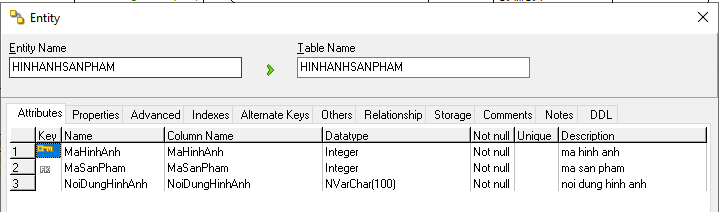 Entity
Entity Name
Table Name
HINHANHSANPHAM
HINHANHSANPHAM
Attributes Properties Advanced Indexes Alternate Keys Others Relationship Storage Comments Notes DDL
Key Name Column Name Datatype Not null Unique Description
1 MaHinhAnh MaHinhAnh Integer Not null ma hinh anh
2 FK MaSanPham MaSanPham Integer Not null ma san pham
3 NoiDungHinhAnh NoiDungHinhAnh NVarChar(100) Not null noi dung hinh anh